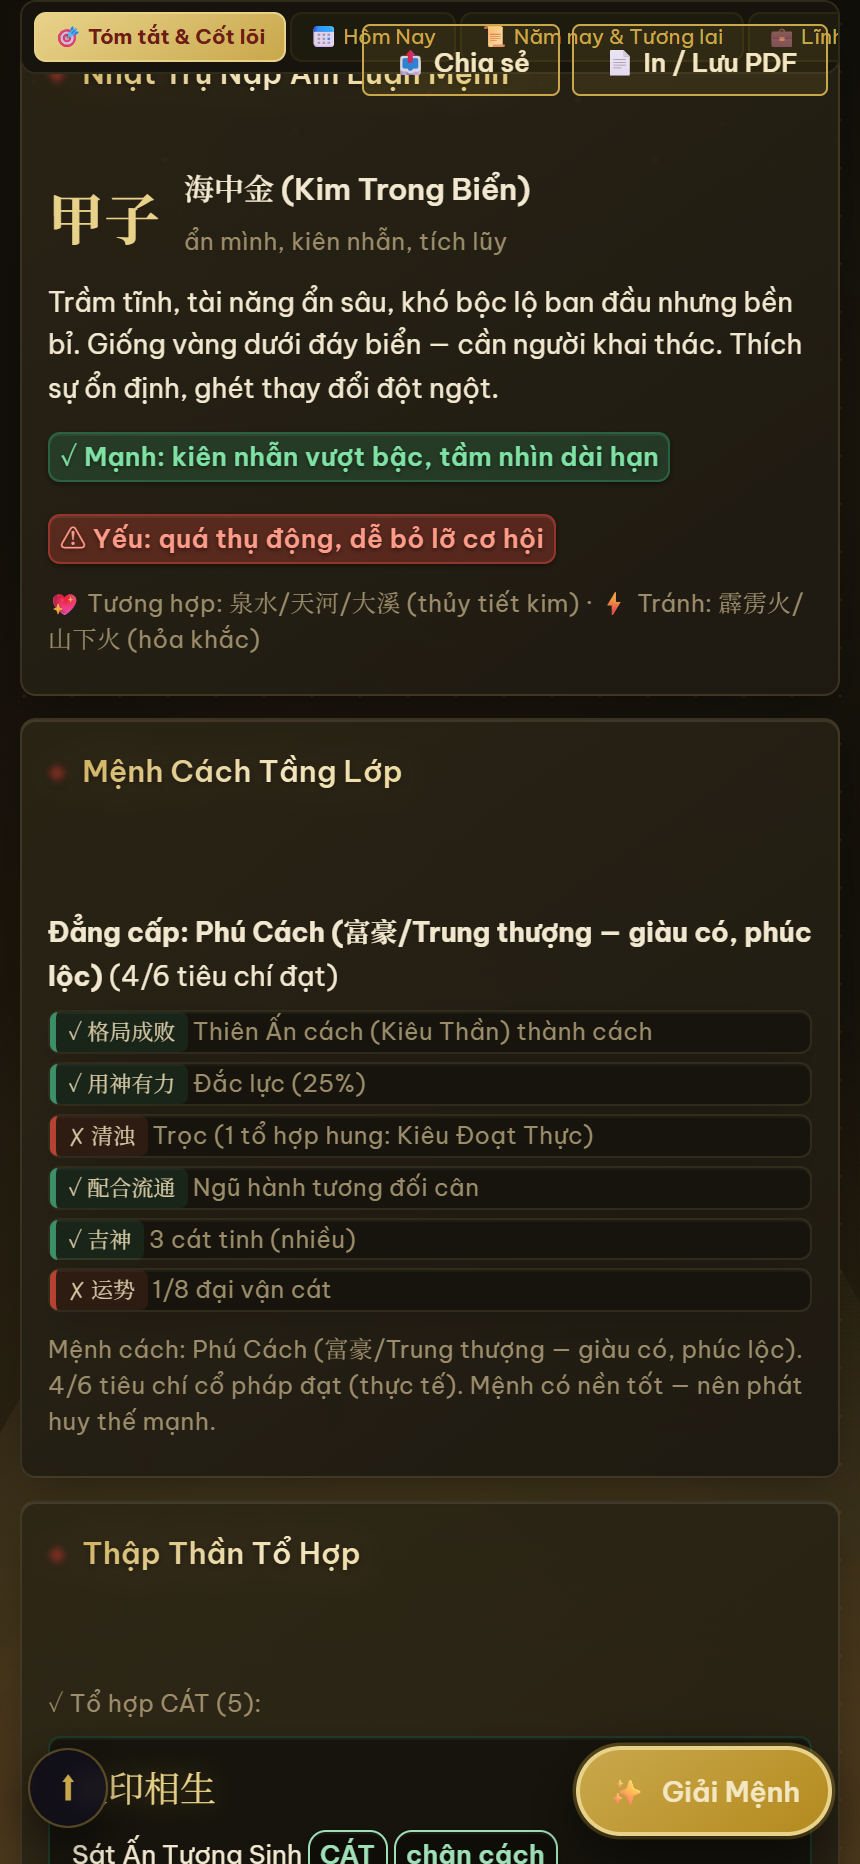 Tóm tắt & Cốt lõi
Hôm Nay
Năm nay & Tương lai
Chia sẻ
In / Lưu PDF
Nhật Trụ Nạp Âm Luận Mệnh
甲子
海中金 (Kim Trong Biển)
ẩn mình, kiên nhẫn, tích lũy
Trầm tĩnh, tài năng ẩn sâu, khó bộc lộ ban đầu nhưng bền
bỉ. Giống vàng dưới đáy biển — cần người khai thác. Thích
sự ổn định, ghét thay đổi đột ngột.
✓ Mạnh: kiên nhẫn vượt bậc, tầm nhìn dài hạn
⚠ Yếu: quá thụ động, dễ bỏ lỡ cơ hội
💖 Tương hợp: 泉水/天河/大溪 (thủy tiết kim) · ⚡ Tránh: 霹雳火/
山下火 (hỏa khắc)
Mệnh Cách Tầng Lớp
Đẳng cấp: Phú Cách (富豪/Trung thượng — giàu có, phúc
lộc) (4/6 tiêu chí đạt)
✓ 格局成败 Thiên Ấn cách (Kiêu Thần) thành cách
✓ 用神有力 Đắc lực (25%)
✗ 清浊 Trọc (1 tổ hợp hung: Kiêu Đoạt Thực)
✓ 配合流通 Ngũ hành tương đối cân
✓ 吉神 3 cát tinh (nhiều)
✗ 运势 1/8 đại vận cát
Mệnh cách: Phú Cách (富豪/Trung thượng — giàu có, phúc lộc).
4/6 tiêu chí cổ pháp đạt (thực tế). Mệnh có nền tốt — nên phát
huy thế mạnh.
Thập Thần Tổ Hợp
✓ Tổ hợp CÁT (5):
印相生
Sát Ấn Tương Sinh CÁT chân cách
Giải Mệnh